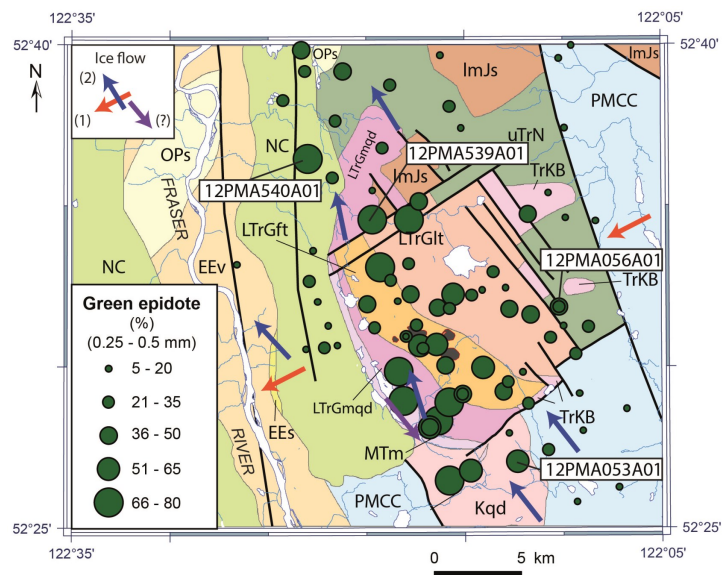 122°35' 122°05'
52°40' 52°40'
N
Ice flow
(2)
(1) (?)
OPs
lmJs
lmJs
PMCC
OPs
NC
LTrGmqd
uTrN
TrKB
12PMA539A01
lmJs
12PMA540A01
FRASER
LTrGft
LTrGlt
12PMA056A01
NC
EEv
TrKB
Green epidote
(%)
(0.25 - 0.5 mm)
5 - 20
21 - 35
36 - 50
51 - 65
66 - 80
LTrGmqd
TrKB
EEs
RIVER
MTm
12PMA053A01
PMCC
Kqd
52°25' 52°25'
122°35' 122°05'
0 5 km